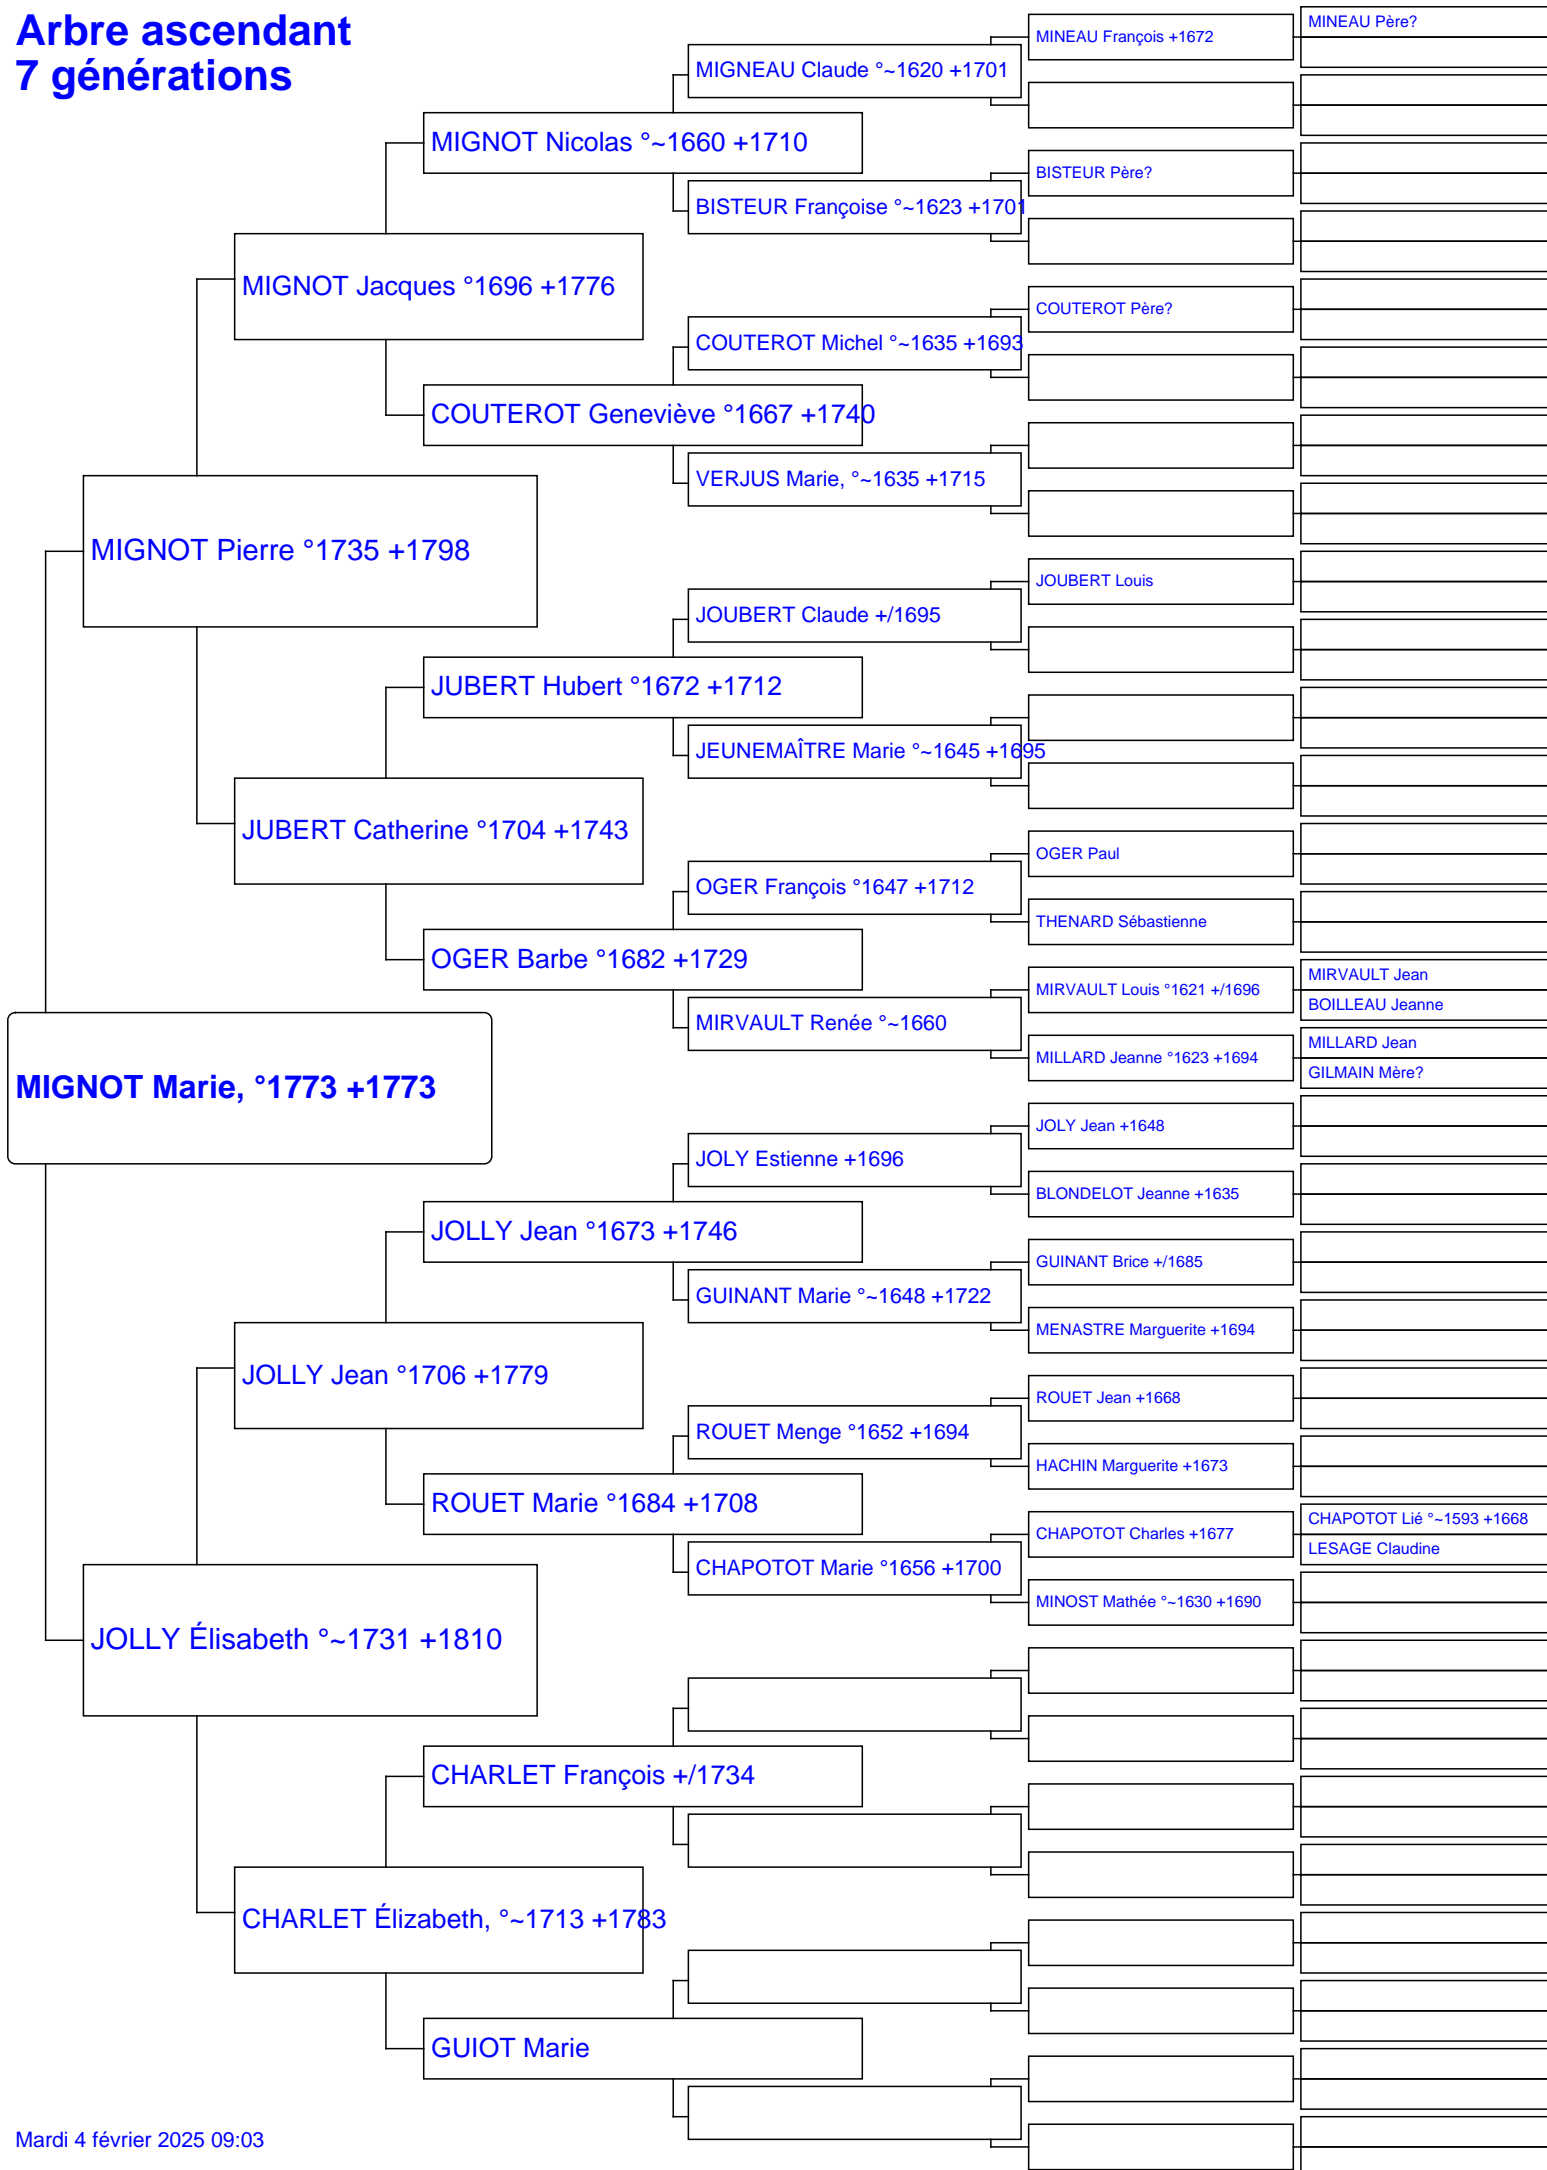 Arbre ascendant
7 générations
MINEAU Père?
MINEAU François +1672
MIGNEAU Claude °~1620 +1701
MIGNOT Nicolas °~1660 +1710
BISTEUR Père?
BISTEUR Françoise °~1623 +1701
MIGNOT Jacques °1696 +1776
COUTEROT Père?
COUTEROT Michel °~1635 +1693
COUTEROT Geneviève °1667 +1740
VERJUS Marie, °~1635 +1715
MIGNOT Pierre °1735 +1798
JOUBERT Louis
JOUBERT Claude +/1695
JUBERT Hubert °1672 +1712
JEUNEMAÎTRE Marie °~1645 +1695
JUBERT Catherine °1704 +1743
OGER Paul
OGER François °1647 +1712
THENARD Sébastienne
OGER Barbe °1682 +1729
MIRVAULT Jean
MIRVAULT Louis °1621 +/1696
BOILLEAU Jeanne
MIRVAULT Renée °~1660
MILLARD Jean
MILLARD Jeanne °1623 +1694
GILMAIN Mère?
MIGNOT Marie, °1773 +1773
JOLY Jean +1648
JOLY Estienne +1696
BLONDELOT Jeanne +1635
JOLLY Jean °1673 +1746
GUINANT Brice +/1685
GUINANT Marie °~1648 +1722
MENASTRE Marguerite +1694
JOLLY Jean °1706 +1779
ROUET Jean +1668
ROUET Menge °1652 +1694
HACHIN Marguerite +1673
ROUET Marie °1684 +1708
CHAPOTOT Lié °~1593 +1668
CHAPOTOT Charles +1677
LESAGE Claudine
CHAPOTOT Marie °1656 +1700
MINOST Mathée °~1630 +1690
JOLLY Élisabeth °~1731 +1810
CHARLET François +/1734
CHARLET Élizabeth, °~1713 +1783
GUIOT Marie
Mardi 4 février 2025 09:03